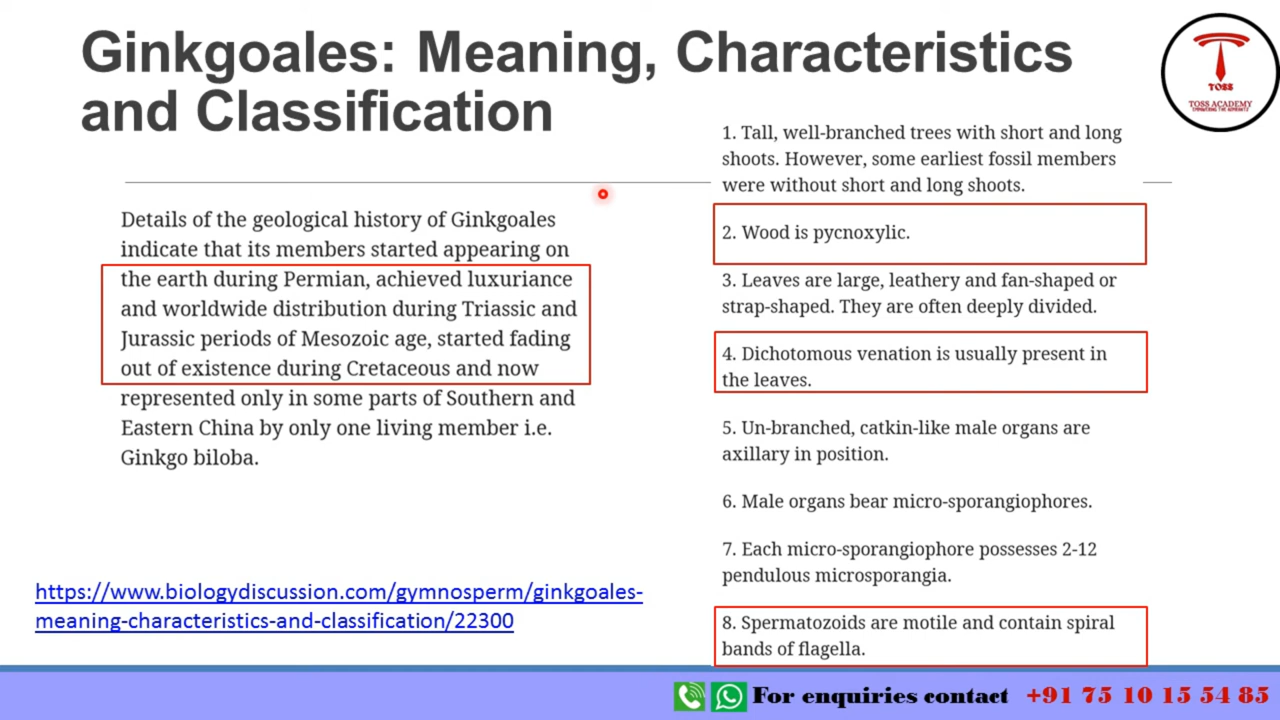 Ginkgoales: Meaning, Characteristics
and Classification
TOSS
TOSS ACADEMY
Details of the geological history of Ginkgoales
indicate that its members started appearing on
the earth during Permian, achieved luxuriance
and worldwide distribution during Triassic and
Jurassic periods of Mesozoic age, started fading
out of existence during Cretaceous and now
represented only in some parts of Southern and
Eastern China by only one living member i.e.
Ginkgo biloba.
https://www.biologydiscussion.com/gymnosperm/ginkgoales-
meaning-characteristics-and-classification/22300
1. Tall, well-branched trees with short and long
shoots. However, some earliest fossil members
were without short and long shoots.
2. Wood is pycnoxylic.
3. Leaves are large, leathery and fan-shaped or
strap-shaped. They are often deeply divided.
4. Dichotomous venation is usually present in
the leaves.
5. Un-branched, catkin-like male organs are
axillary in position.
6. Male organs bear micro-sporangiophores.
7. Each micro-sporangiophore possesses 2-12
pendulous microsporangia.
8. Spermatozoids are motile and contain spiral
bands of flagella.
For enquiries contact +91 75 10 15 54 85